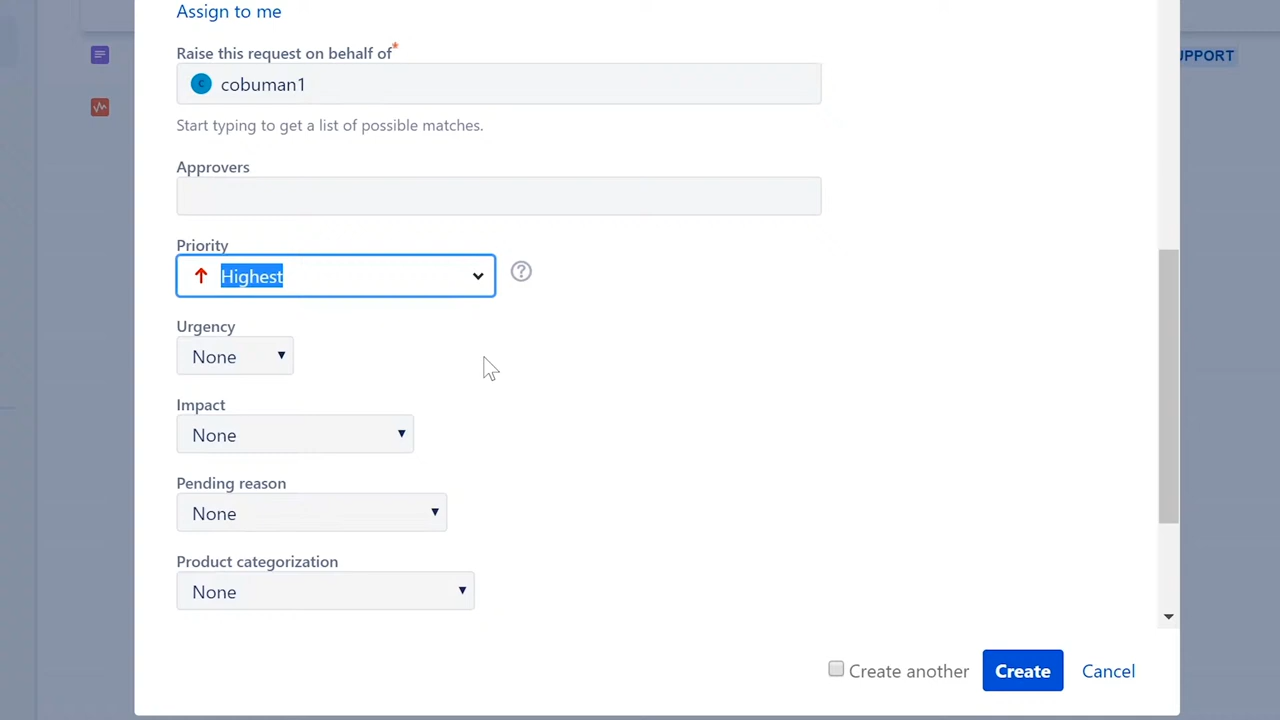 Assign to me
UPPORT
Raise this request on behalf of*
C cobuman1
Start typing to get a list of possible matches.
Approvers
Priority
Highest
?
Urgency
None
Impact
None
Pending reason
None
Product categorization
None
Create another Create Cancel